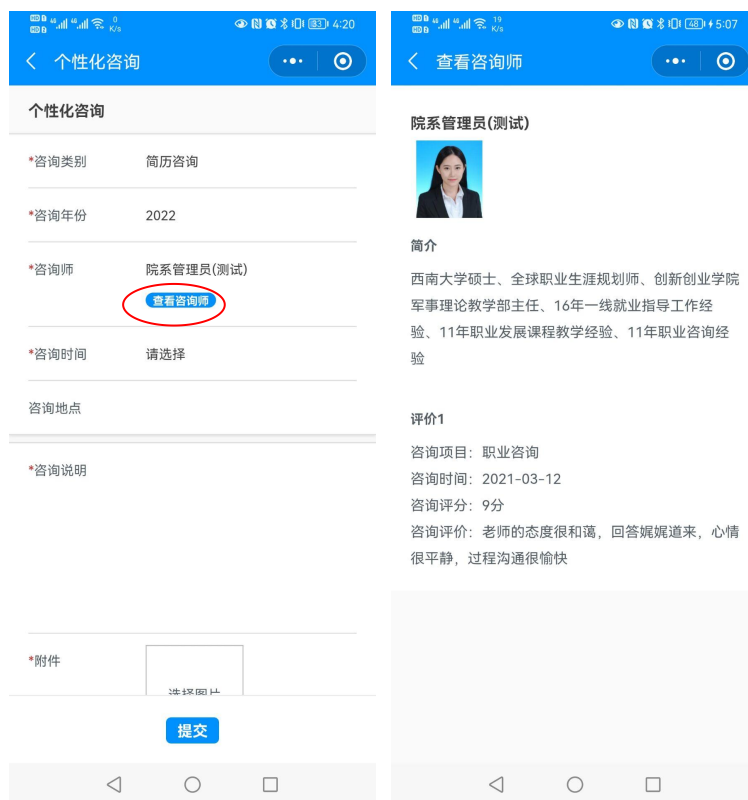 0
K/s
83
4:20
个性化咨询
个性化咨询
*咨询类别 简历咨询
*咨询年份 2022
*咨询师 院系管理员(测试)
查看咨询师
*咨询时间 请选择
咨询地点
*咨询说明
*附件
选择图片
提交
19
K/s
48
5:07
查看咨询师
院系管理员(测试)
简介
西南大学硕士、全球职业生涯规划师、创新创业学院
军事理论教学部主任、16年一线就业指导工作经
验、11年职业发展课程教学经验、11年职业咨询经
验
评价1
咨询项目：职业咨询
咨询时间：2021-03-12
咨询评分：9分
咨询评价：老师的态度很和蔼，回答娓娓道来，心情
很平静，过程沟通很愉快